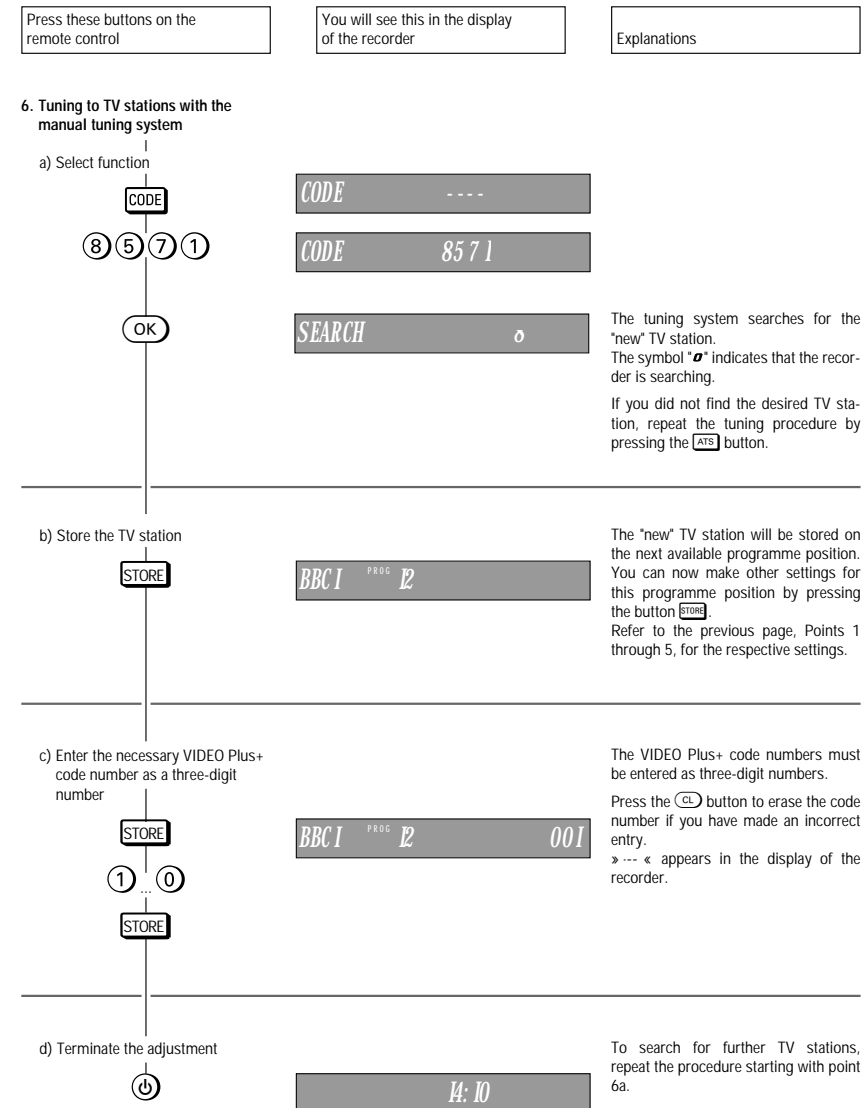 Press these buttons on the
remote control
You will see this in the display
of the recorder
Explanations
6. Tuning to TV stations with the
manual tuning system
a) Select function
CODE
CODE ----
8 5 7 1
CODE 8571
OK
SEARCH
The tuning system searches for the
"new" TV station.
The symbol "" indicates that the recor-
der is searching.
If you did not find the desired TV sta-
tion, repeat the tuning procedure by
pressing the ATS button.
b) Store the TV station
STORE
BBC1 PROG 12
The "new" TV station will be stored on
the next available programme position.
You can now make other settings for
this programme position by pressing
the button STORE.
Refer to the previous page, Points 1
through 5, for the respective settings.
c) Enter the necessary VIDEO Plus+
code number as a three-digit
number
STORE
BBC1 PROG 12 001
1 ... 0
STORE
The VIDEO Plus+ code numbers must
be entered as three-digit numbers.
Press the CL button to erase the code
number if you have made an incorrect
entry.
» --- « appears in the display of the
recorder.
d) Terminate the adjustment
14:10
To search for further TV stations,
repeat the procedure starting with point
6a.